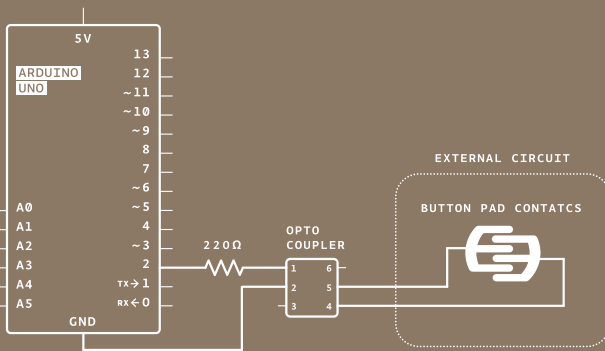 5V
ARDUINO
UNO
13
12
~11
~10
~9
8
7
~6
~5
4
~3
2
TX→1
RX←0
A0
A1
A2
A3
A4
A5
GND
220Ω
OPTO
COUPLER
1 6
2 5
3 4
EXTERNAL CIRCUIT
BUTTON PAD CONTATCS